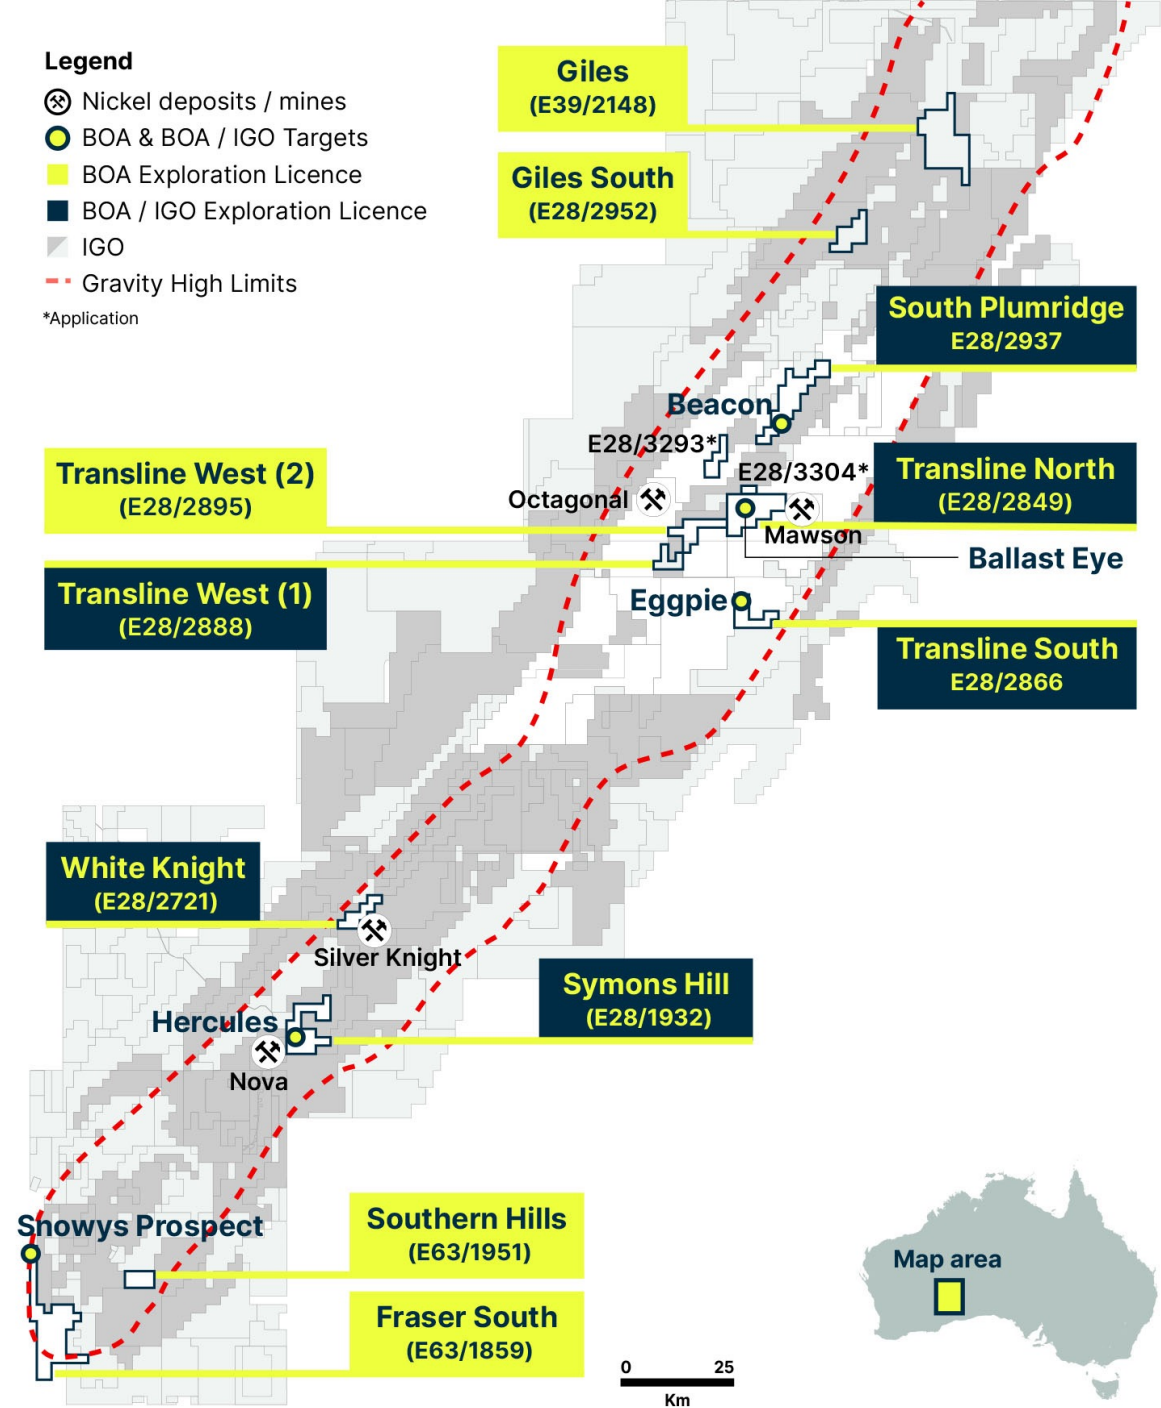 Legend
Nickel deposits / mines
BOA & BOA / IGO Targets
BOA Exploration Licence
BOA / IGO Exploration Licence
IGO
Gravity High Limits
*Application
Giles
(E39/2148)
Giles South
(E28/2952)
South Plumridge
E28/2937
Beacon
E28/3293*
E28/3304*
Transline West (2)
(E28/2895)
Octagonal
Transline North
(E28/2849)
Mawson
Ballast Eye
Transline West (1)
(E28/2888)
Eggpie
Transline South
E28/2866
White Knight
(E28/2721)
Silver Knight
Symons Hill
(E28/1932)
Hercules
Nova
Snowys Prospect
Southern Hills
(E63/1951)
Fraser South
(E63/1859)
Map area
0 25
Km